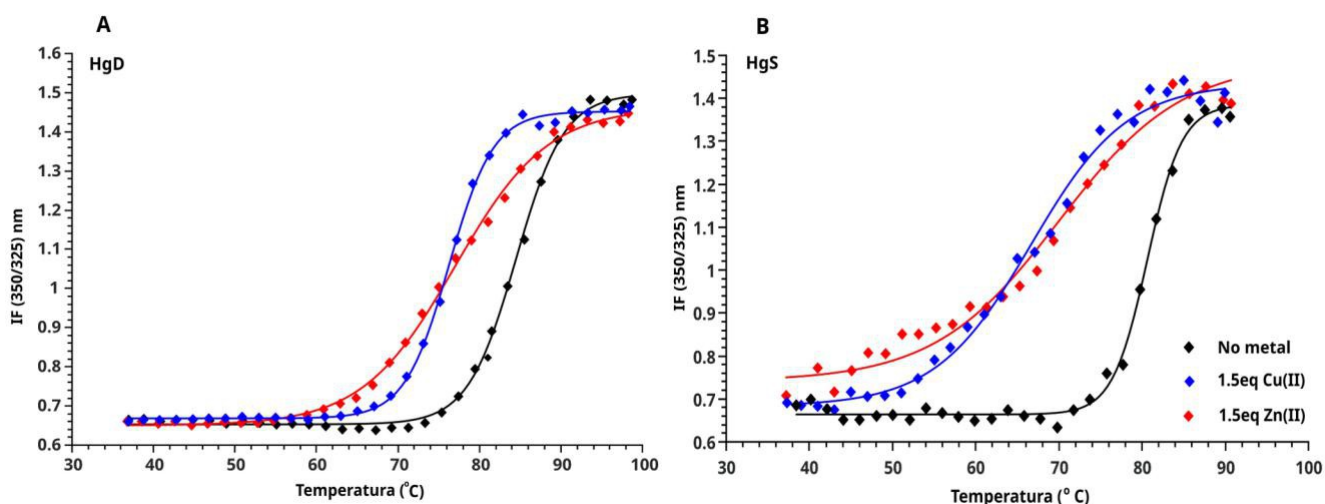 A
HgD
IF (350/325) nm
1.6
1.5
1.4
1.3
1.2
1.1
1
0.9
0.8
0.7
0.6
30 40 50 60 70 80 90 100
Temperatura (°C)
B
HgS
IF (350/325) nm
1.5
1.4
1.3
1.2
1.1
1
0.9
0.8
0.7
0.6
30 40 50 60 70 80 90 100
Temperatura (° C)
No metal
1.5eq Cu(II)
1.5eq Zn(II)